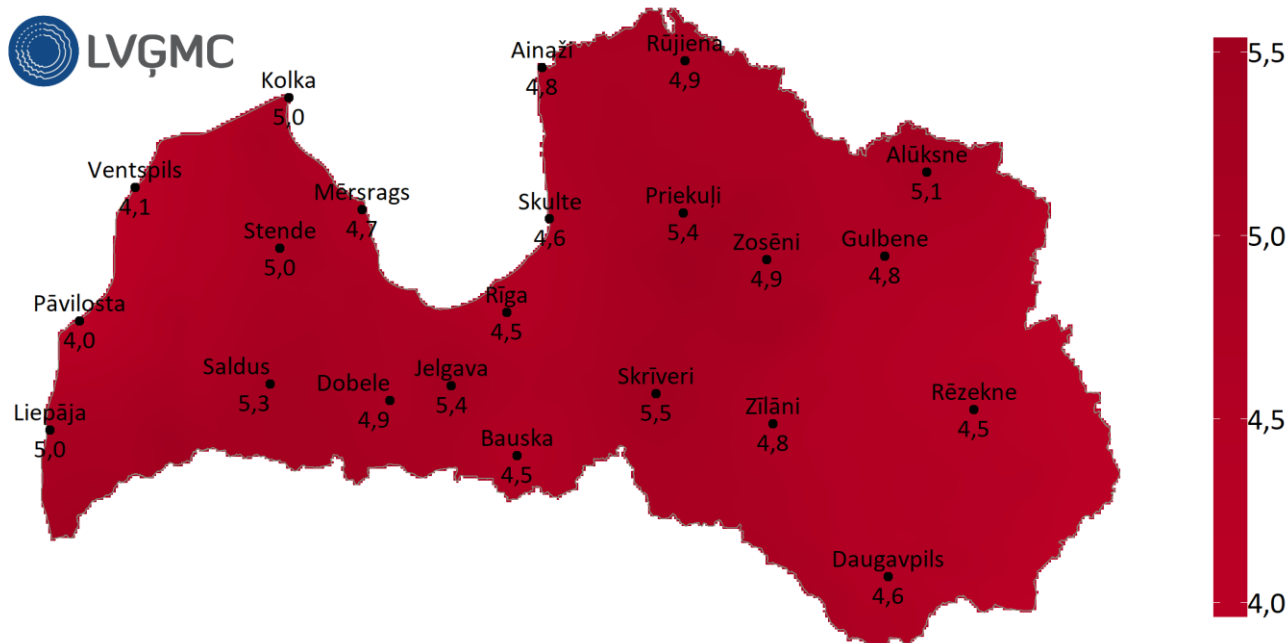 LVĢMC
Ainaži
4,8
Rūjiena
4,9
Kolka
5,0
Ventspils
4,1
Mērsrags
4,7
Stende
5,0
Skulte
4,6
Priekuļi
5,4
Alūksne
5,1
Zosēni
4,9
Gulbene
4,8
Pāvilosta
4,0
Rīga
4,5
Saldus
5,3
Dobele
4,9
Jelgava
5,4
Skrīveri
5,5
Zīlāni
4,8
Rēzekne
4,5
Liepāja
5,0
Bauska
4,5
Daugavpils
4,6
5,5
5,0
4,5
4,0